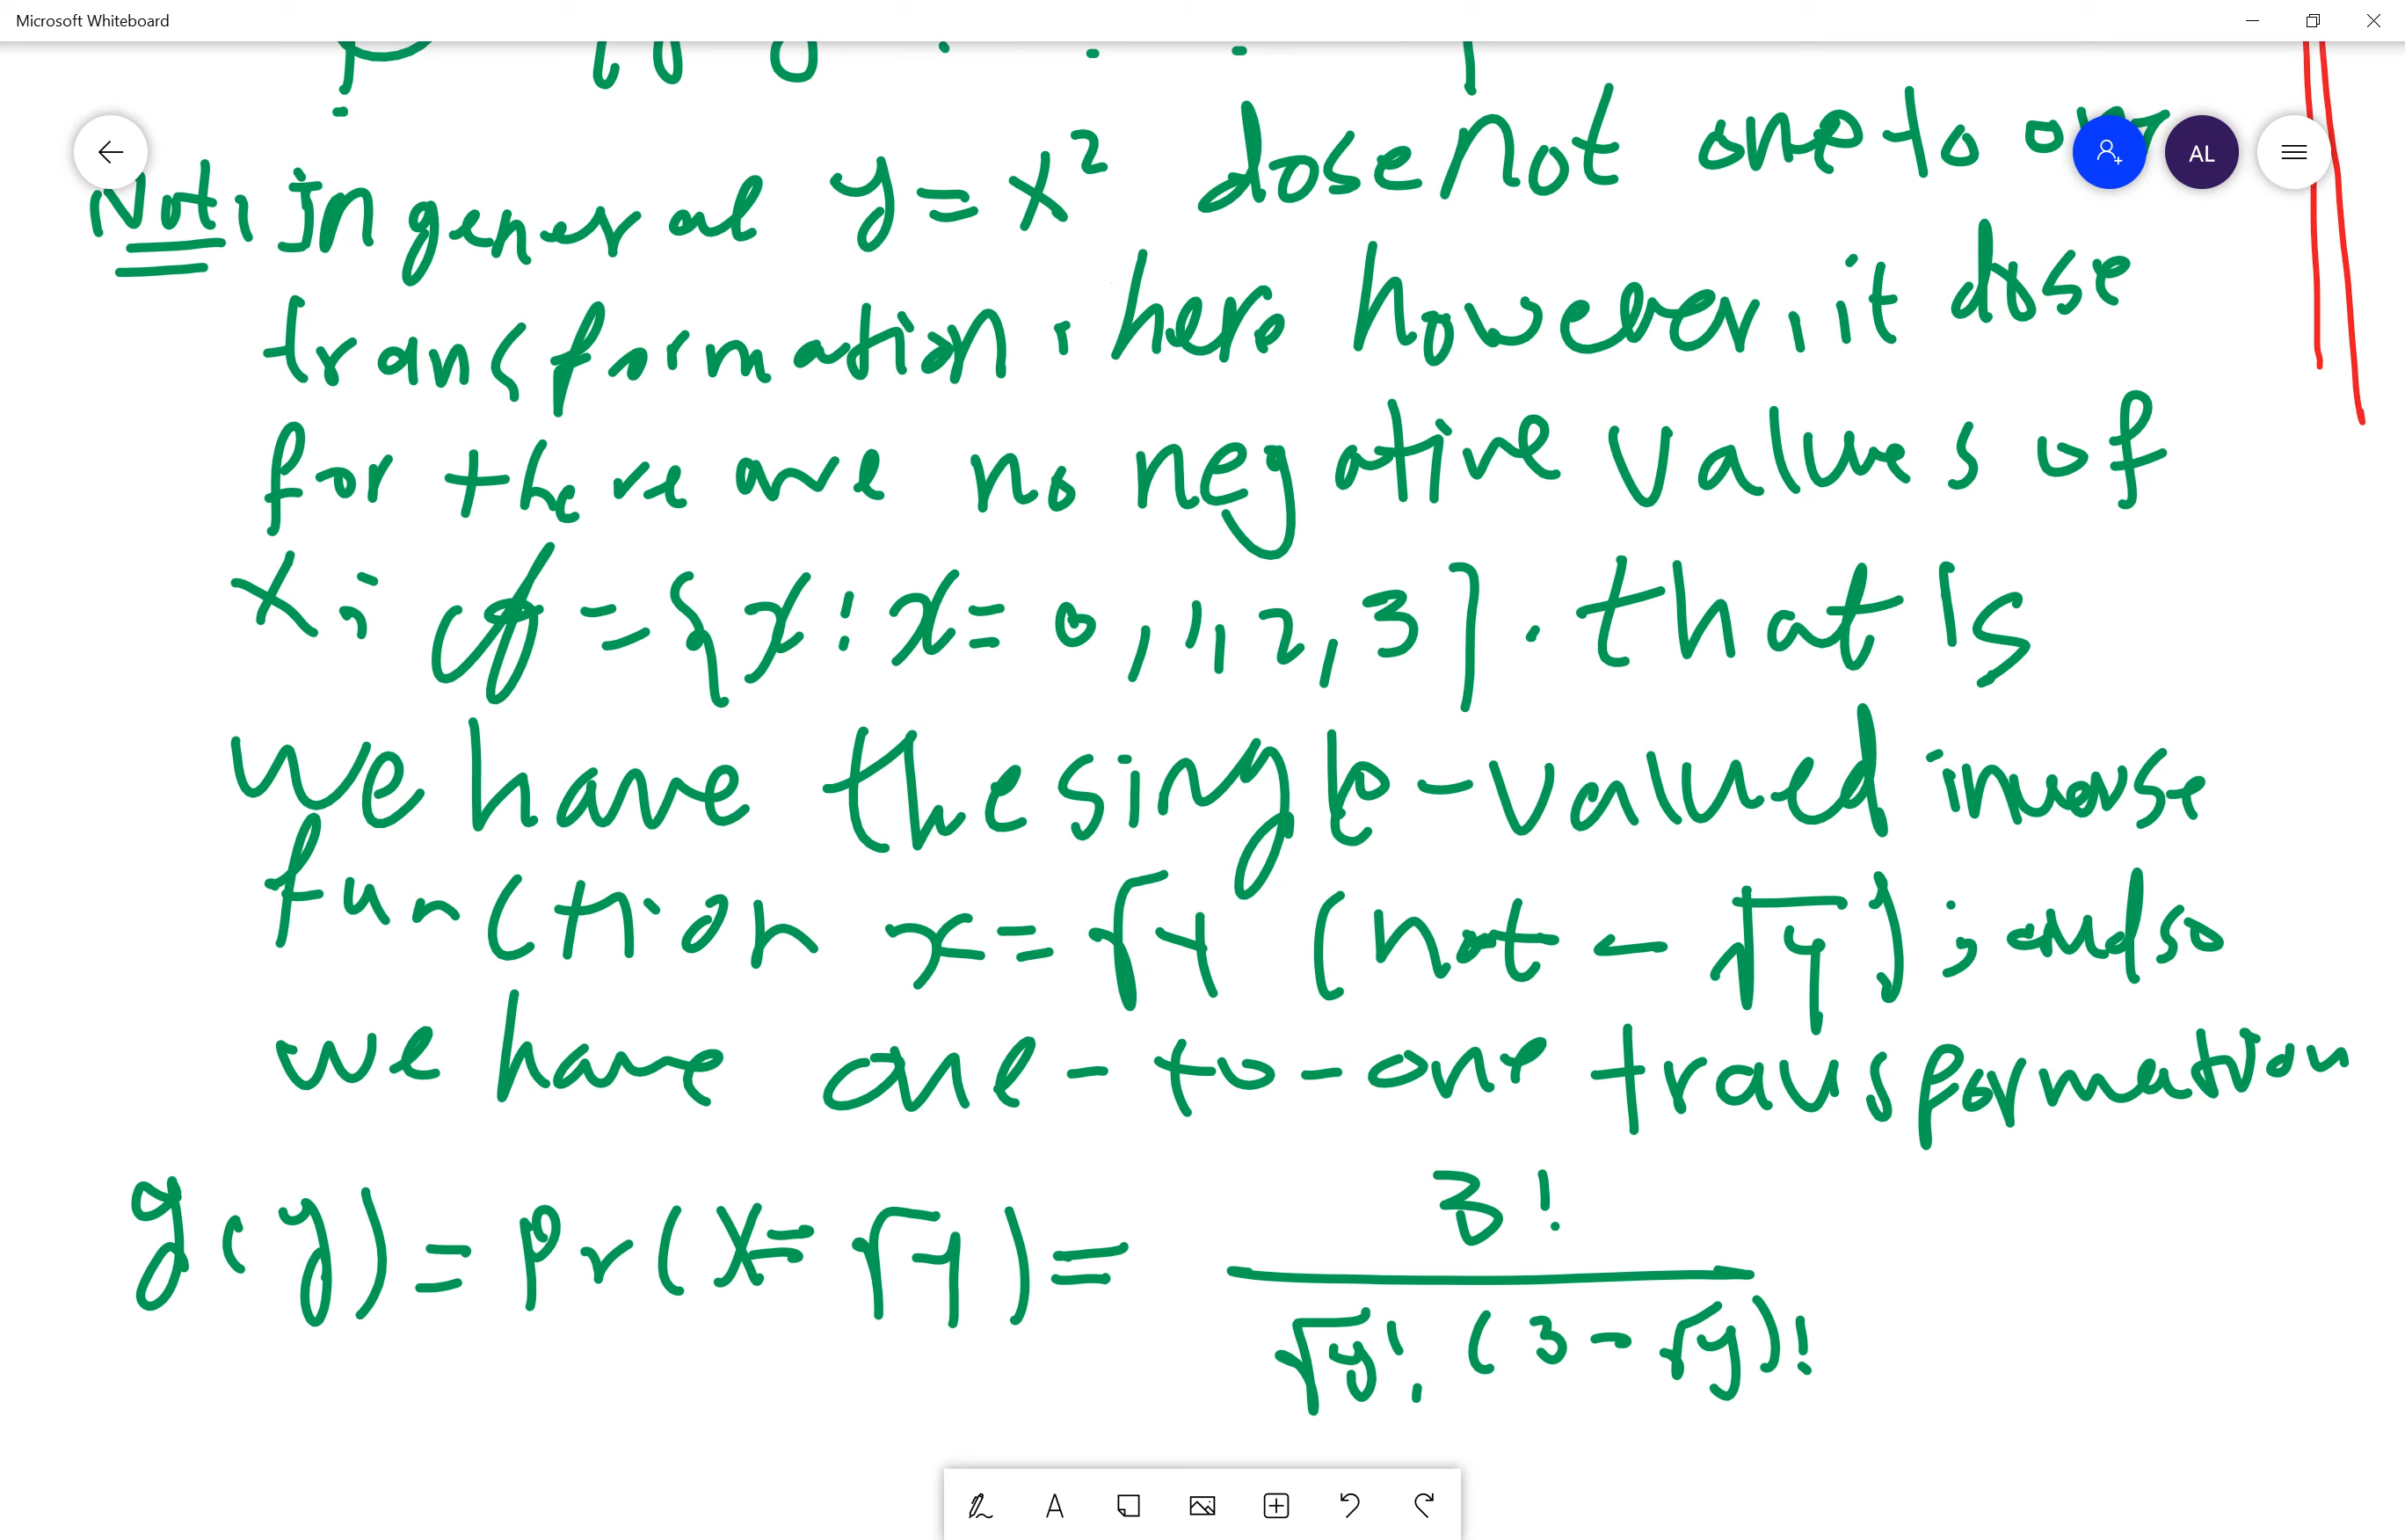 Microsoft Whiteboard
Not: in general y = x² dose not one to one
AL
transformation . here however, it dose
for there are no negative values of
x ; 𝒜 = { x : x = 0, 1, 2, 3 } . that is
we have the single-valued inverse
function x = √y ( not - √y ) ; also
we have one - to - one transformation
g(y) = Pr(X = √y) = 3! / √y! (3 - √y)!